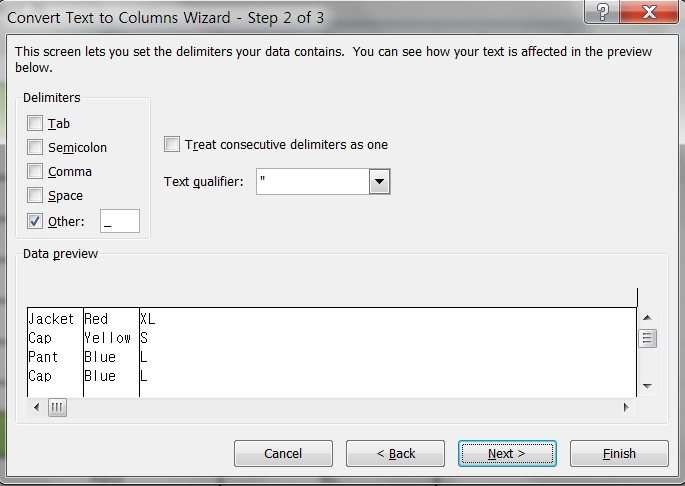 Convert Text to Columns Wizard - Step 2 of 3
This screen lets you set the delimiters your data contains.  You can see how your text is affected in the preview
below.
Delimiters
Tab
Semicolon
Comma
Space
Other: _
Treat consecutive delimiters as one
Text qualifier: "
Data preview
Jacket Red XL
Cap Yellow S
Pant Blue L
Cap Blue L
Cancel < Back Next > Finish